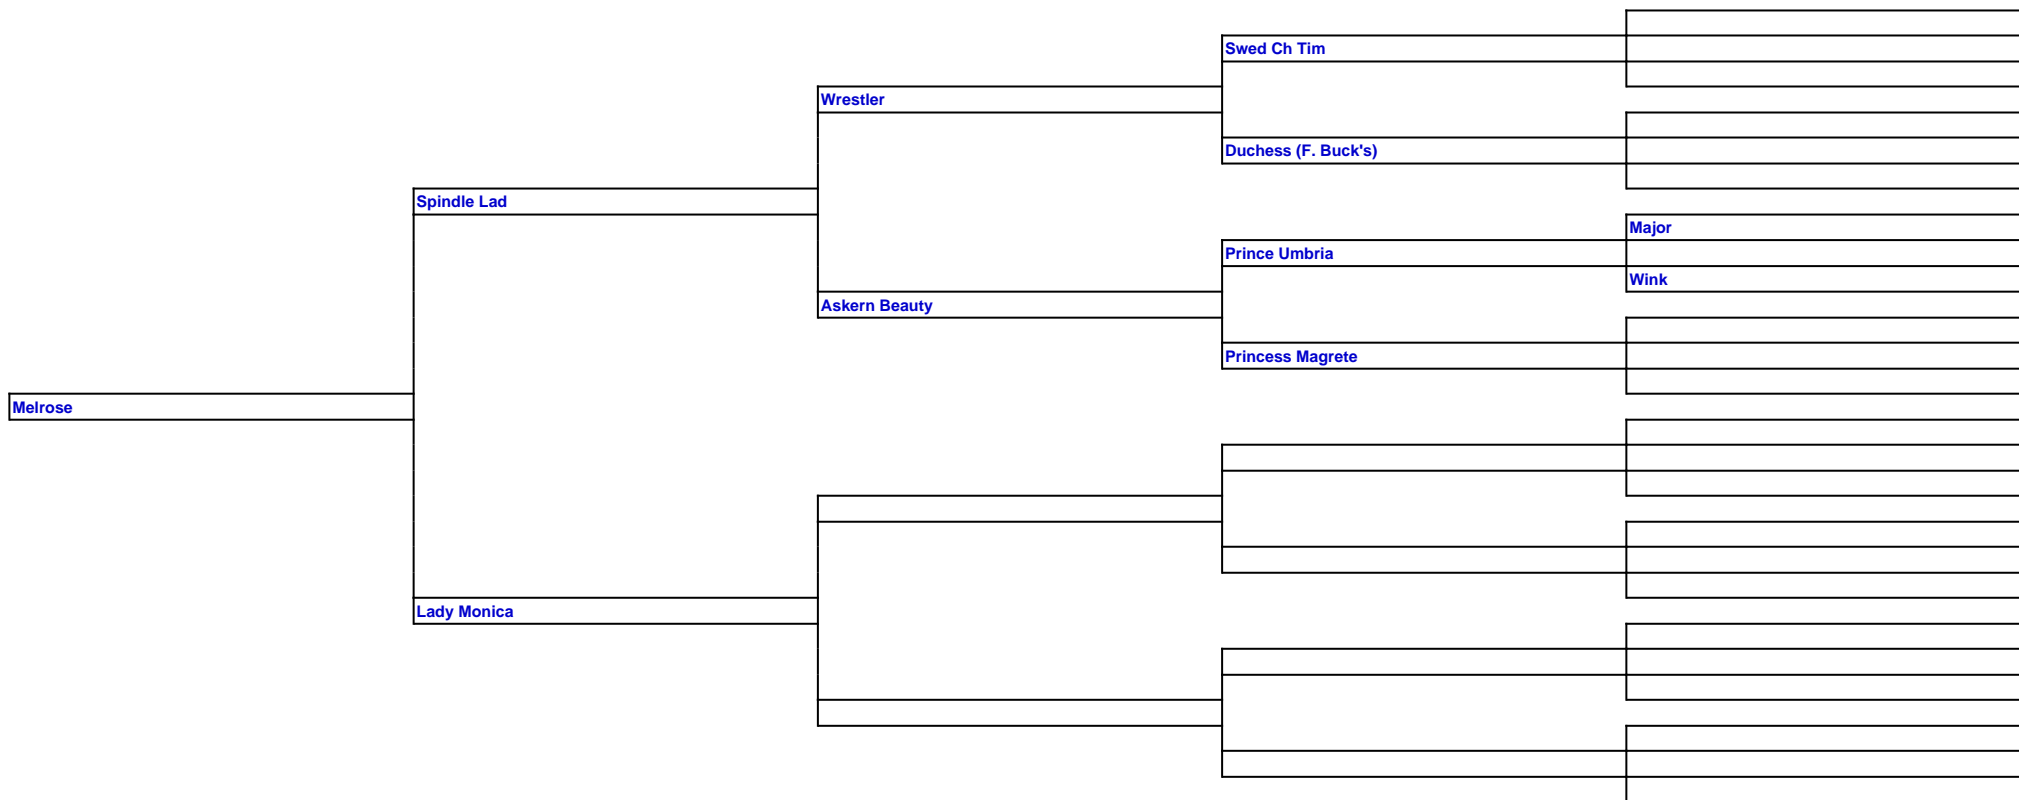 Swed Ch Tim
Wrestler
Duchess (F. Buck's)
Spindle Lad
Major
Prince Umbria
Wink
Askern Beauty
Princess Magrete
Melrose
Lady Monica